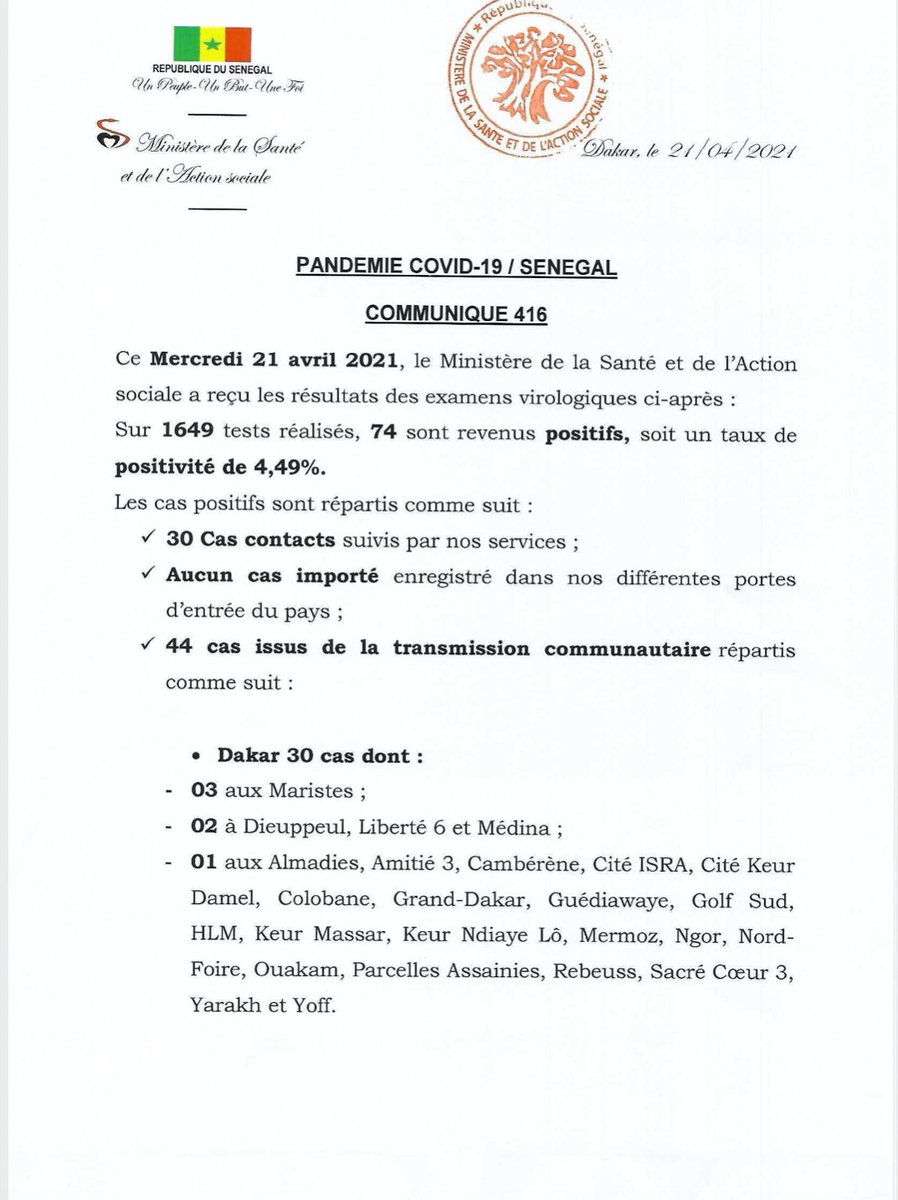 REPUBLIQUE DU SENEGAL
Un Peuple-Un But-Une Foi
Ministère de la Santé
et de l'Action sociale
République Sénégal
MINISTERE DE LA SANTE ET DE L'ACTION SOCIALE
Dakar, le 21/04/2021
PANDEMIE COVID-19 / SENEGAL
COMMUNIQUE 416
Ce Mercredi 21 avril 2021, le Ministère de la Santé et de l'Action
sociale a reçu les résultats des examens virologiques ci-après :
Sur 1649 tests réalisés, 74 sont revenus positifs, soit un taux de
positivité de 4,49%.
Les cas positifs sont répartis comme suit :
✓ 30 Cas contacts suivis par nos services ;
✓ Aucun cas importé enregistré dans nos différentes portes
d'entrée du pays ;
✓ 44 cas issus de la transmission communautaire répartis
comme suit :
• Dakar 30 cas dont :
- 03 aux Maristes ;
- 02 à Dieuppeul, Liberté 6 et Médina ;
- 01 aux Almadies, Amitié 3, Cambérène, Cité ISRA, Cité Keur
Damel, Colobane, Grand-Dakar, Guédiawaye, Golf Sud,
HLM, Keur Massar, Keur Ndiaye Lô, Mermoz, Ngor, Nord-
Foire, Ouakam, Parcelles Assainies, Rebeuss, Sacré Cœur 3,
Yarakh et Yoff.